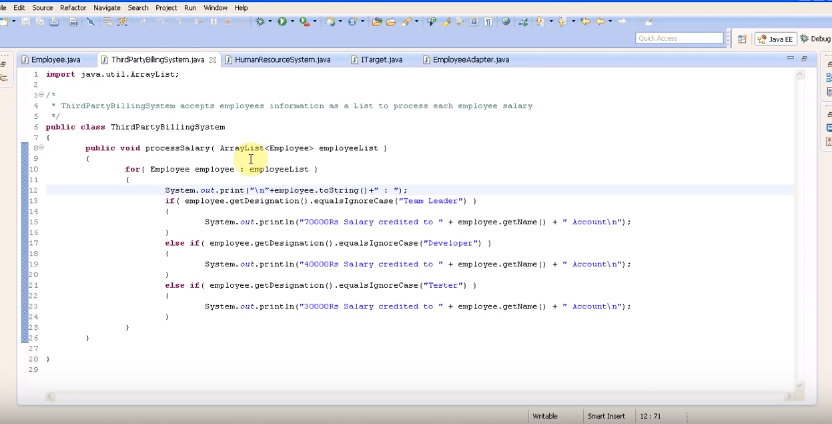 ile Edit Source Refactor Navigate Search Project Run Window Help
Quick Access
Java EE Debug
Employee.java ThirdPartyBillingSystem.java HumanResourceSystem.java ITarget.java EmployeeAdapter.java
1 import java.util.ArrayList;
2
3 /*
4 * ThirdPartyBillingSystem accepts employees information as a List to process each employee salary
5 */
6 public class ThirdPartyBillingSystem
7 {
8 public void processSalary( ArrayList<Employee> employeeList )
9 {
10 for( Employee employee : employeeList )
11 {
12 System.out.print("\n"+employee.toString()+" : ");
13 if( employee.getDesignation().equalsIgnoreCase("Team Leader") )
14 {
15 System.out.println("70000Rs Salary credited to " + employee.getName() + " Account\n");
16 }
17 else if( employee.getDesignation().equalsIgnoreCase("Developer") )
18 {
19 System.out.println("40000Rs Salary credited to " + employee.getName() + " Account\n");
20 }
21 else if( employee.getDesignation().equalsIgnoreCase("Tester") )
22 {
23 System.out.println("30000Rs Salary credited to " + employee.getName() + " Account\n");
24 }
25 }
26 }
27
28 }
29
Writable Smart Insert 12 : 71